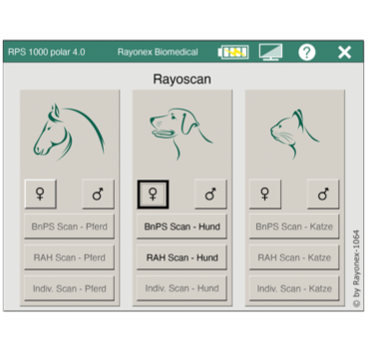 RPS 1000 polar 4.0 Rayonex Biomedical ?
Rayoscan
♀ ♂ ♀ ♂ ♀ ♂
BnPS Scan - Pferd BnPS Scan - Hund BnPS Scan - Katze
RAH Scan - Pferd RAH Scan - Hund RAH Scan - Katze
Indiv. Scan - Pferd Indiv. Scan - Hund Indiv. Scan - Katze
© by Rayonex-1064